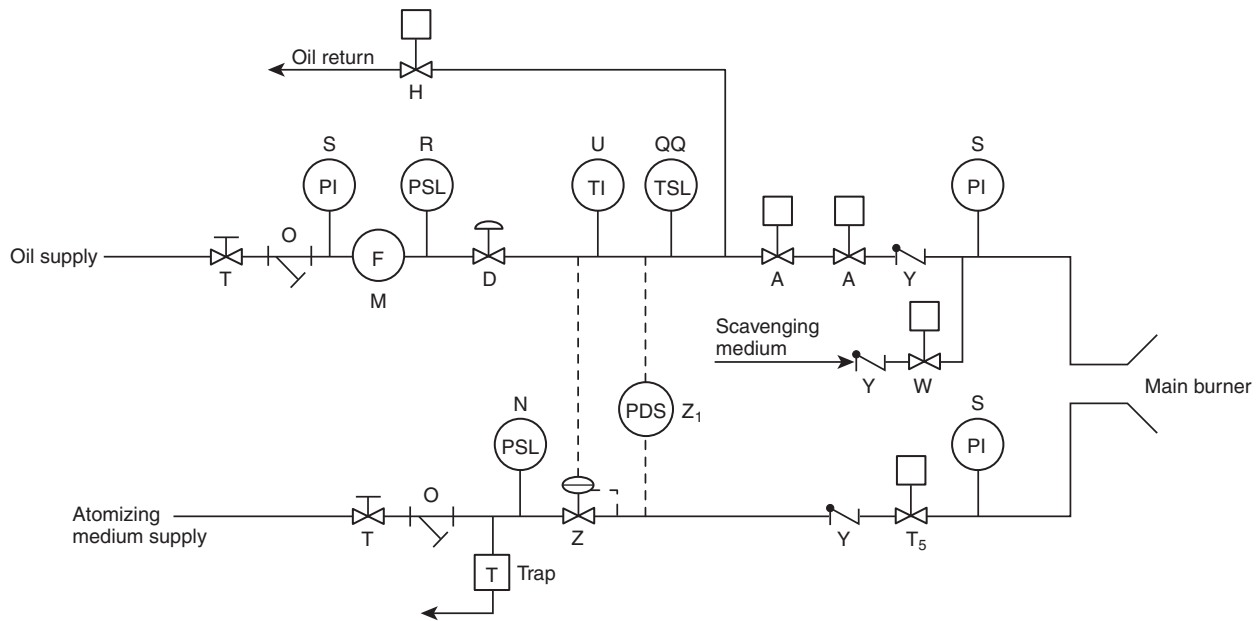 Oil return
H
S
R
U
QQ
S
PI
PSL
TI
TSL
PI
Oil supply
O
F
T
M
D
A
A
Y
Scavenging
medium
Y
W
Main burner
N
PDS
Z1
S
PSL
PI
O
Atomizing
medium supply
T
Z
Y
T5
T
Trap